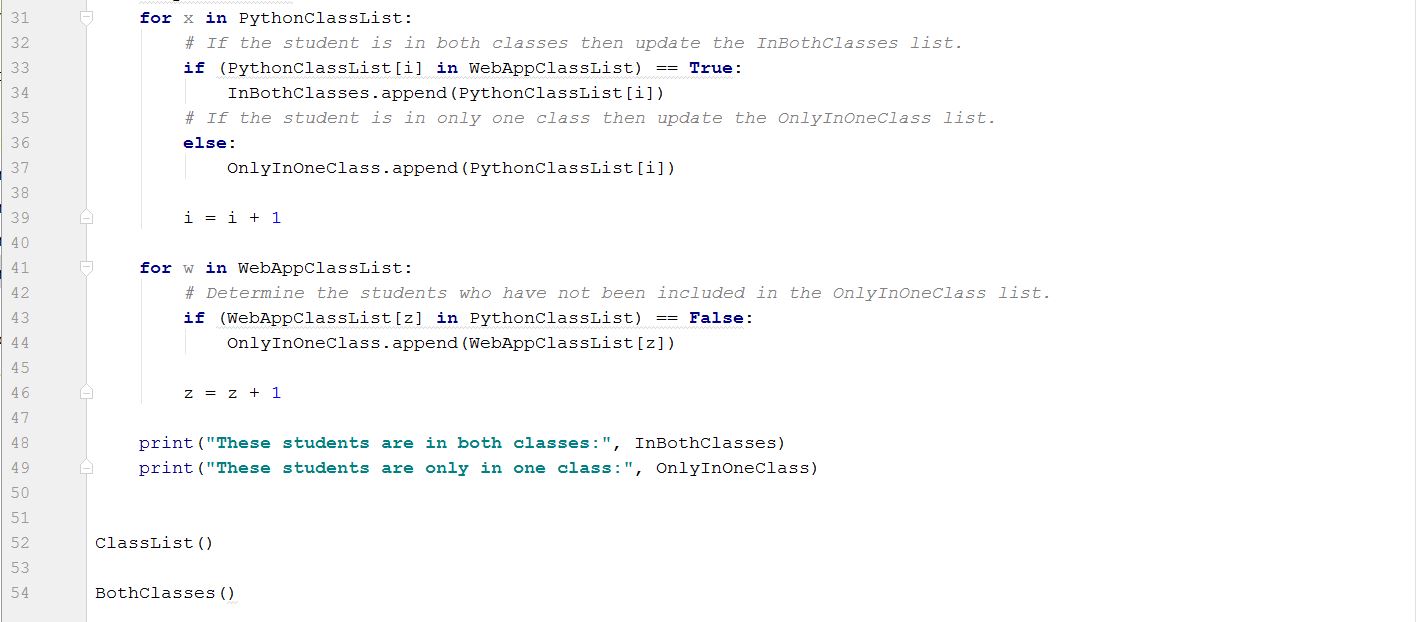 31 for x in PythonClassList:
32 # If the student is in both classes then update the InBothClasses list.
33 if (PythonClassList[i] in WebAppClassList) == True:
34 InBothClasses.append(PythonClassList[i])
35 # If the student is in only one class then update the OnlyInOneClass list.
36 else:
37 OnlyInOneClass.append(PythonClassList[i])
38
39 i = i + 1
40
41 for w in WebAppClassList:
42 # Determine the students who have not been included in the OnlyInOneClass list.
43 if (WebAppClassList[z] in PythonClassList) == False:
44 OnlyInOneClass.append(WebAppClassList[z])
45
46 z = z + 1
47
48 print("These students are in both classes:", InBothClasses)
49 print("These students are only in one class:", OnlyInOneClass)
50
51
52 ClassList()
53
54 BothClasses()